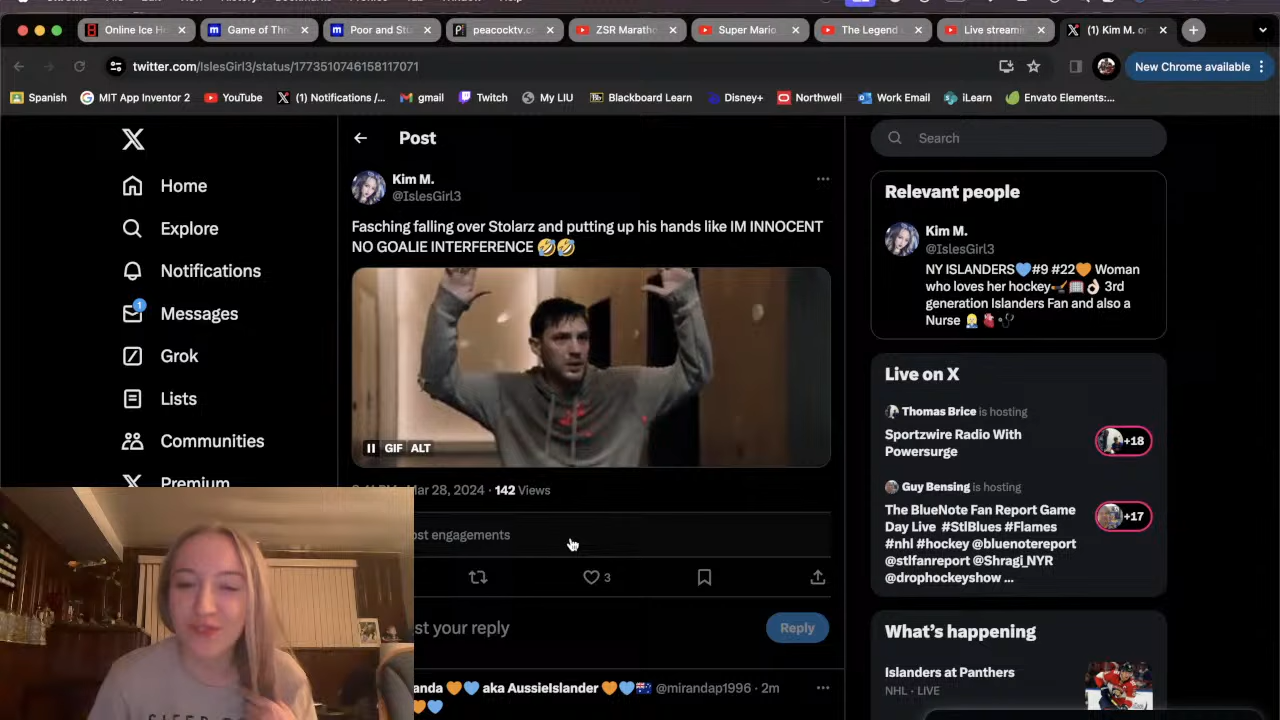 Online Ice Ho
Game of Thr
Poor and Stu
peacocktv.c
ZSR Maratho
Super Mario
The Legend
Live streami
(1) Kim M. or
twitter.com/IslesGirl3/status/1773510746158117071
New Chrome available
Spanish
MIT App Inventor 2
YouTube
(1) Notifications /...
gmail
Twitch
My LIU
Blackboard Learn
Disney+
Northwell
Work Email
iLearn
Envato Elements:...
Home
Explore
Notifications
1
Messages
Grok
Lists
Communities
Premium
Post
Kim M.
@IslesGirl3
Fasching falling over Stolarz and putting up his hands like IM INNOCENT
NO GOALIE INTERFERENCE 🤣🤣
GIF ALT
Mar 28, 2024 · 142 Views
ost engagements
3
st your reply
Reply
anda 🧡💙 aka AussieIslander 🧡💙🇦🇺 @mirandap1996 · 2m
🧡💙
Search
Relevant people
Kim M.
@IslesGirl3
NY ISLANDERS💙#9 #22🧡 Woman
who loves her hockey🏒🥅👌🏻 3rd
generation Islanders Fan and also a
Nurse 👩🏼‍⚕️🫀🩺
Live on X
Thomas Brice is hosting
Sportzwire Radio With
Powersurge
+18
Guy Bensing is hosting
The BlueNote Fan Report Game
Day Live #StlBlues #Flames
#nhl #hockey @bluenotereport
@stlfanreport @Shragi_NYR
@drophockeyshow ...
+17
What's happening
Islanders at Panthers
NHL · LIVE